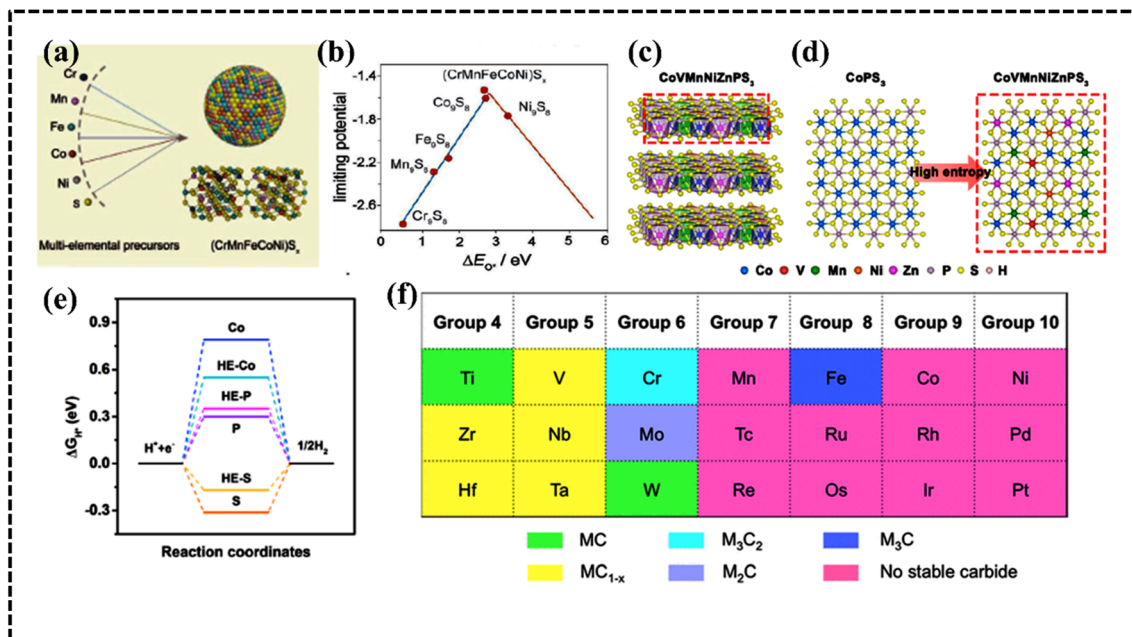 (a)
Cr
Mn
Fe
Co
Ni
S
Multi-elemental precursors
(CrMnFeCoNi)Sx
(b)
(CrMnFeCoNi)Sx
-1.4
-1.8
-2.2
-2.6
limiting potential
Co9S8
Ni9S8
Fe9S8
Mn9S8
Cr9S8
0 1 2 3 4 5 6
ΔEO* / eV
(c)
CoVMnNiZnPS3
(d)
CoPS3
CoVMnNiZnPS3
High entropy
Co V Mn Ni Zn P S H
(e)
0.9
0.6
0.3
0.0
-0.3
ΔGH* (eV)
Co
HE-Co
HE-P
P
H⁺+e⁻
1/2H2
HE-S
S
Reaction coordinates
(f)
Group 4 Group 5 Group 6 Group 7 Group 8 Group 9 Group 10
Ti V Cr Mn Fe Co Ni
Zr Nb Mo Tc Ru Rh Pd
Hf Ta W Re Os Ir Pt
MC M3C2 M3C
MC1-x M2C No stable carbide